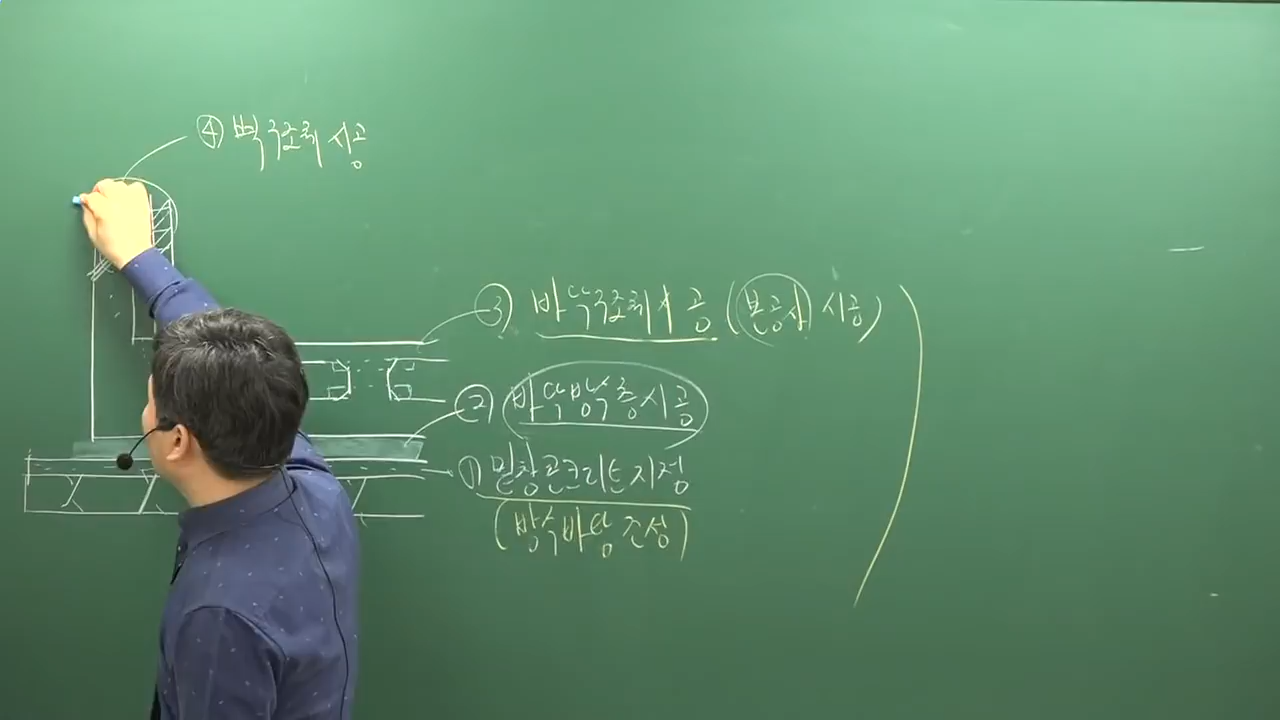 ④ 벽구조체 시공
③ 바닥구조체시공 (본공사 시공)
② 바닥방수층시공
① 밑창콘크리트지정
(방수바탕 조성)